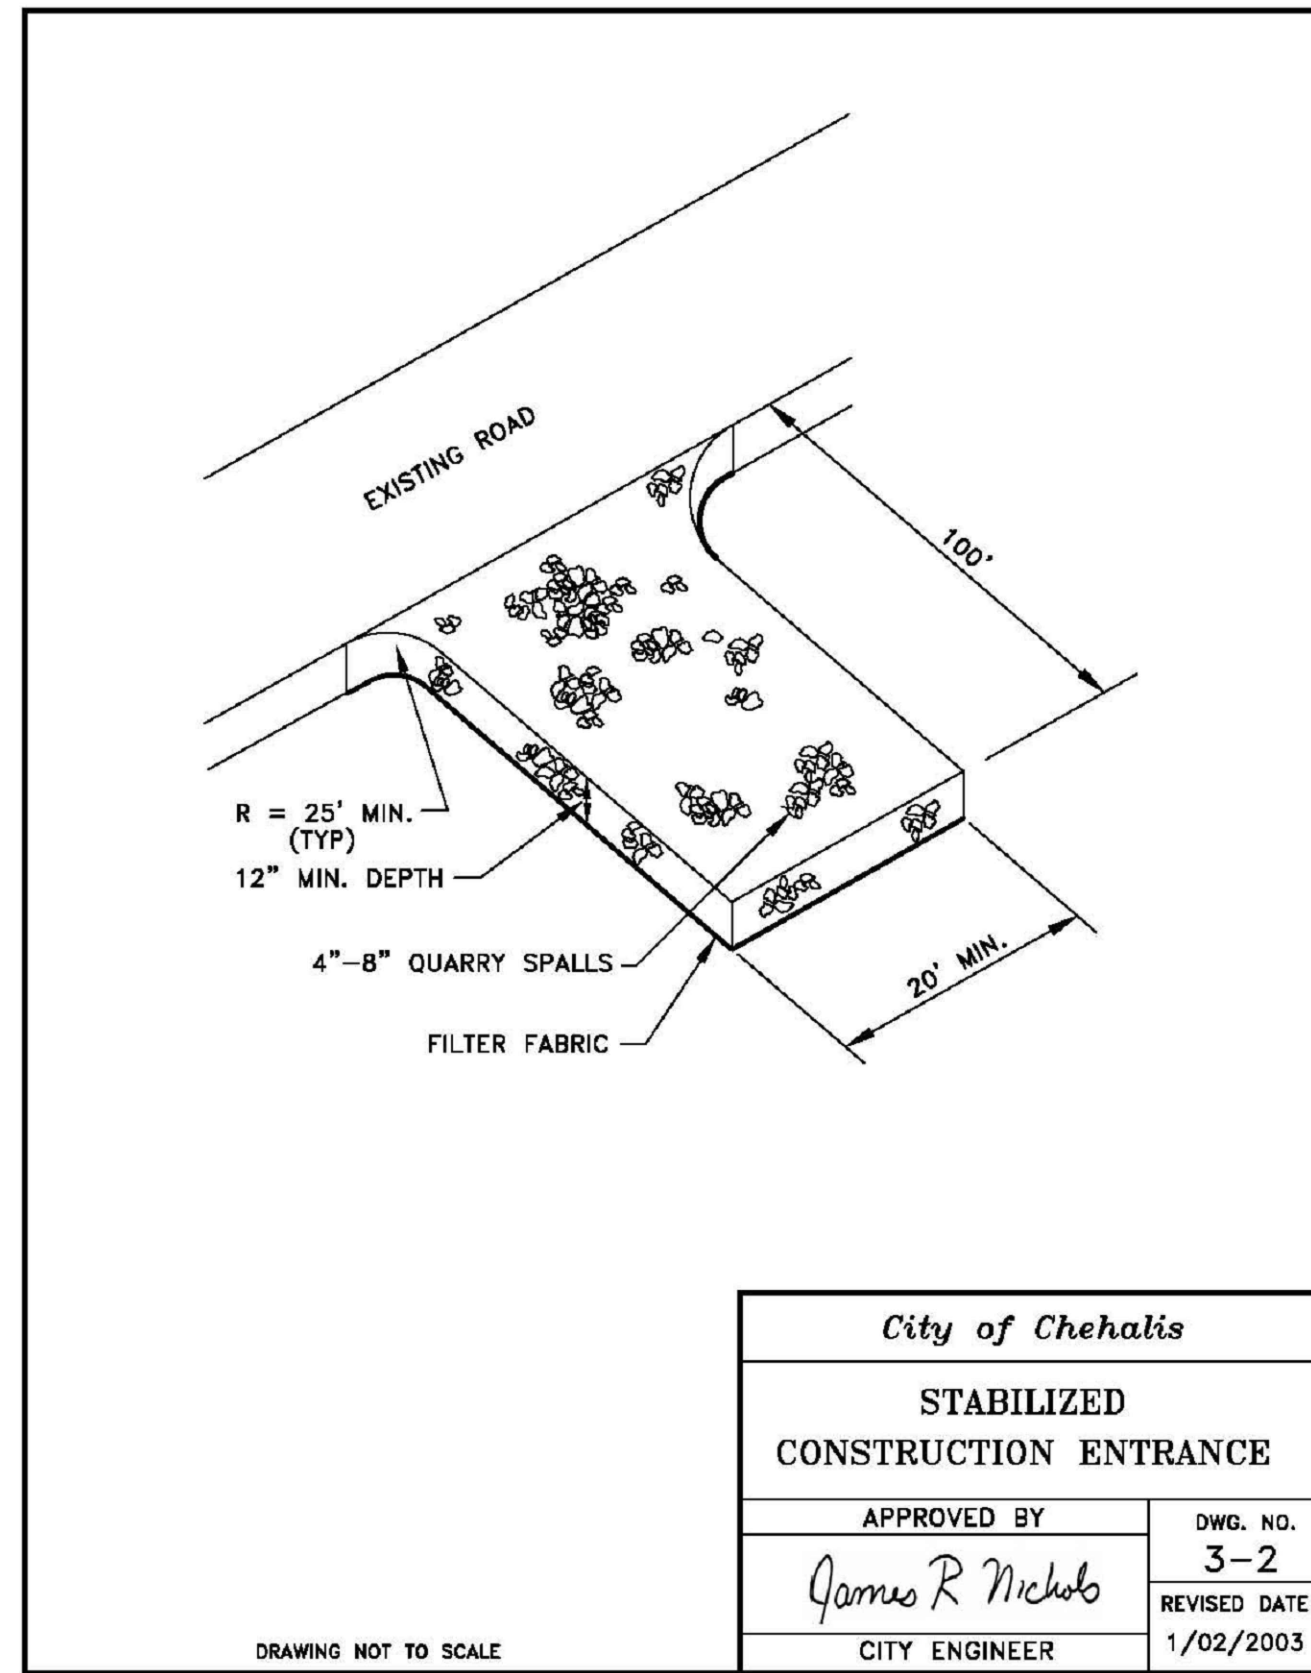 EXISTING ROAD
100'
R = 25' MIN.
(TYP)
12" MIN. DEPTH
4"-8" QUARRY SPALLS
FILTER FABRIC
20' MIN.
City of Chehalis
STABILIZED
CONSTRUCTION ENTRANCE
APPROVED BY
James R Nichols
CITY ENGINEER
DWG. NO.
3-2
REVISED DATE
1/02/2003
DRAWING NOT TO SCALE